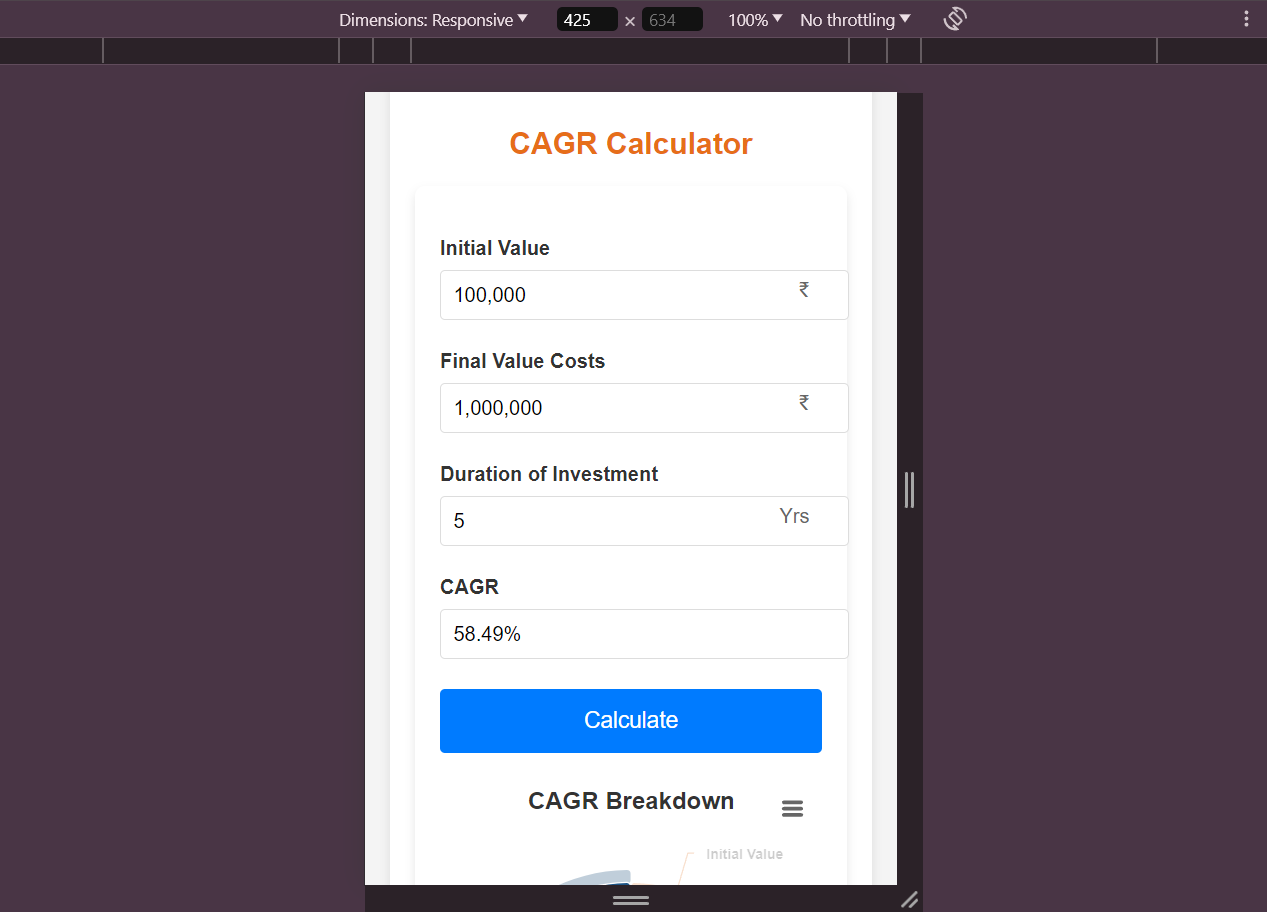 Dimensions: Responsive 425 × 634 100% No throttling
CAGR Calculator
Initial Value
100,000 ₹
Final Value Costs
1,000,000 ₹
Duration of Investment
5 Yrs
CAGR
58.49%
Calculate
CAGR Breakdown
Initial Value